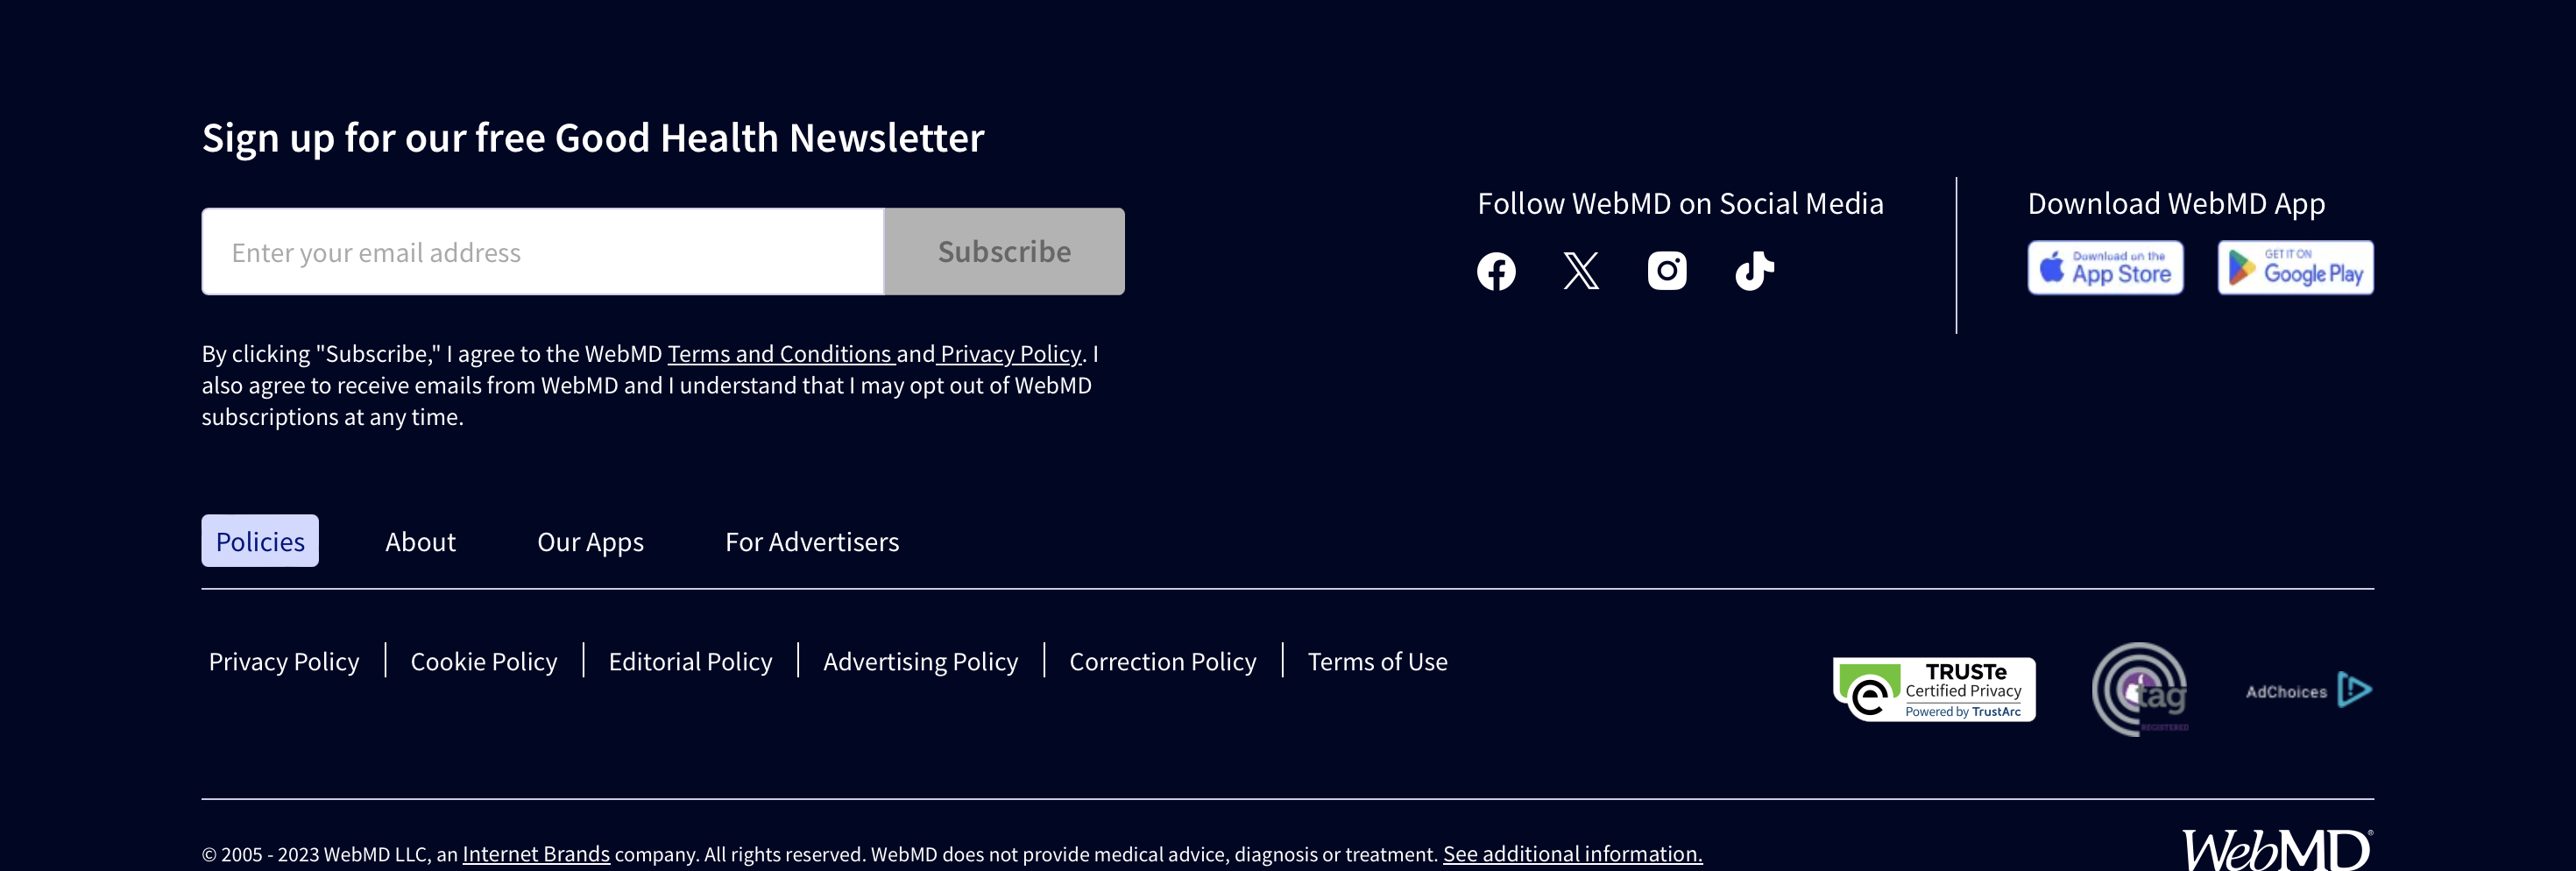 Sign up for our free Good Health Newsletter
Enter your email address
Subscribe
By clicking "Subscribe," I agree to the WebMD Terms and Conditions and Privacy Policy. I
also agree to receive emails from WebMD and I understand that I may opt out of WebMD
subscriptions at any time.
Follow WebMD on Social Media
Download WebMD App
Download on the
App Store
GET IT ON
Google Play
Policies
About
Our Apps
For Advertisers
Privacy Policy
Cookie Policy
Editorial Policy
Advertising Policy
Correction Policy
Terms of Use
TRUSTe
Certified Privacy
Powered by TrustArc
tag
REGISTERED
AdChoices
© 2005 - 2023 WebMD LLC, an Internet Brands company. All rights reserved. WebMD does not provide medical advice, diagnosis or treatment. See additional information.
WebMD®